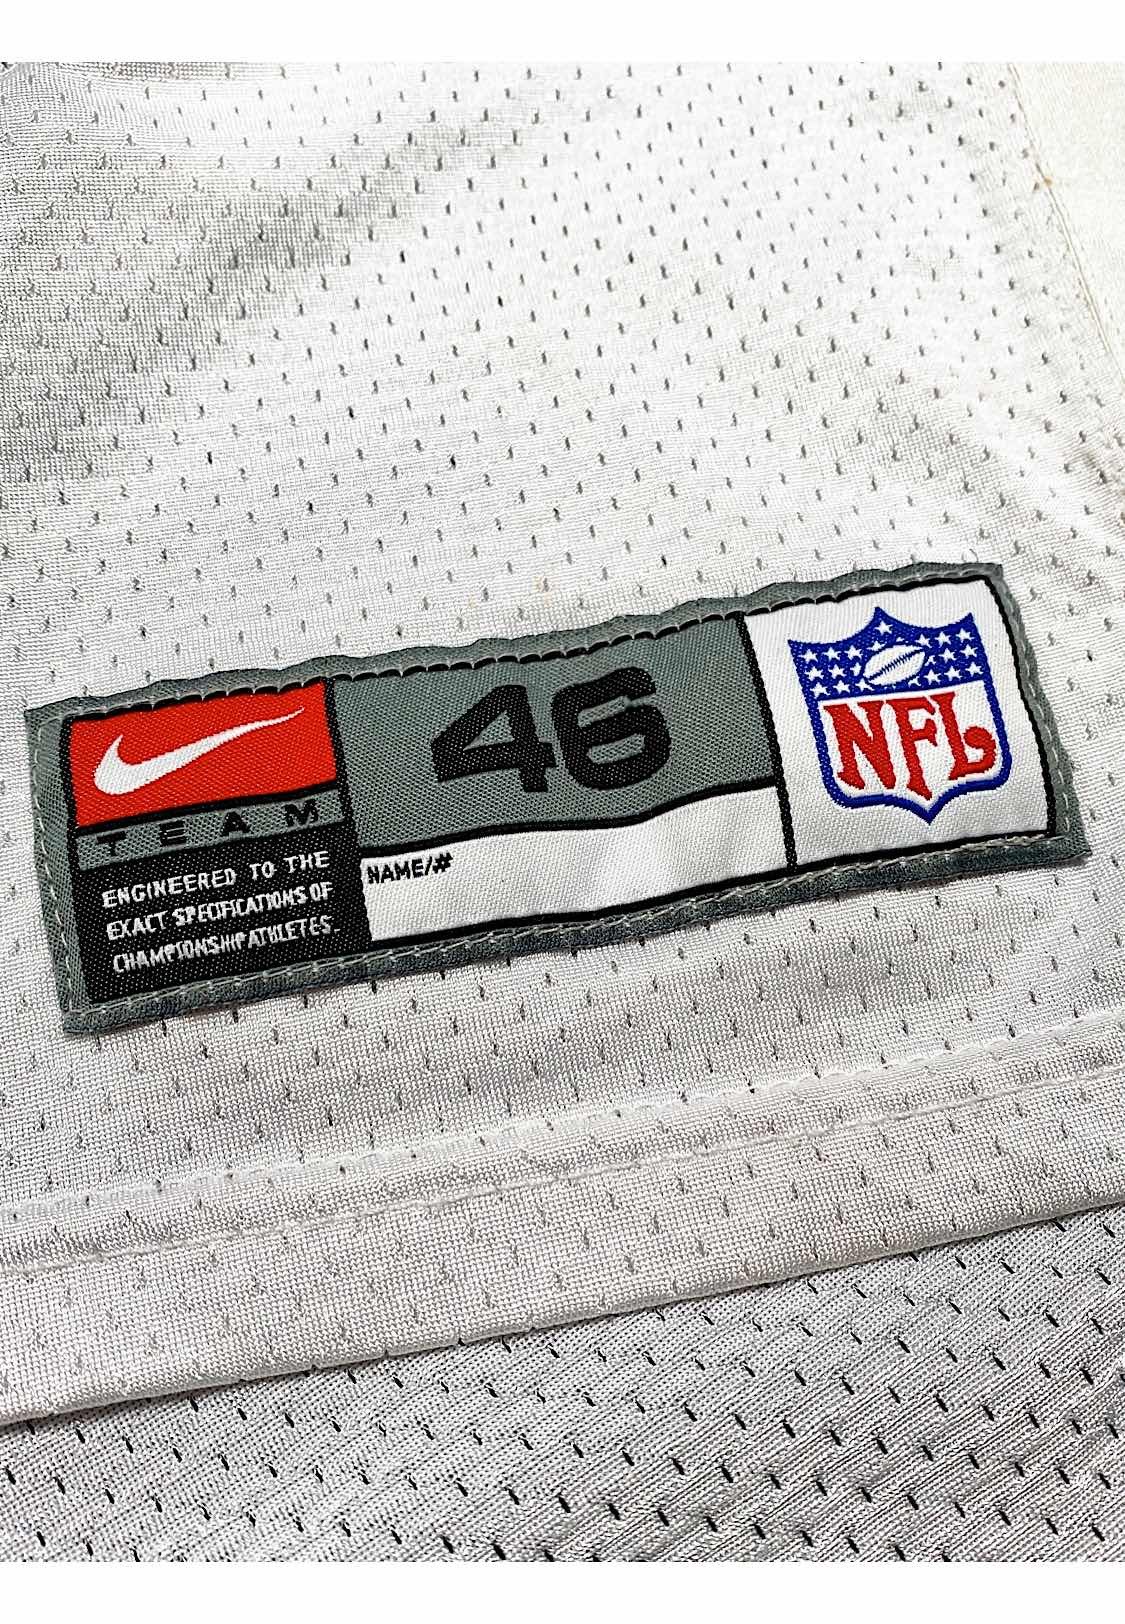 46
NFL
TEAM
NAME/#
ENGINEERED TO THE
EXACT SPECIFICATIONS OF
CHAMPIONSHIP ATHLETES.